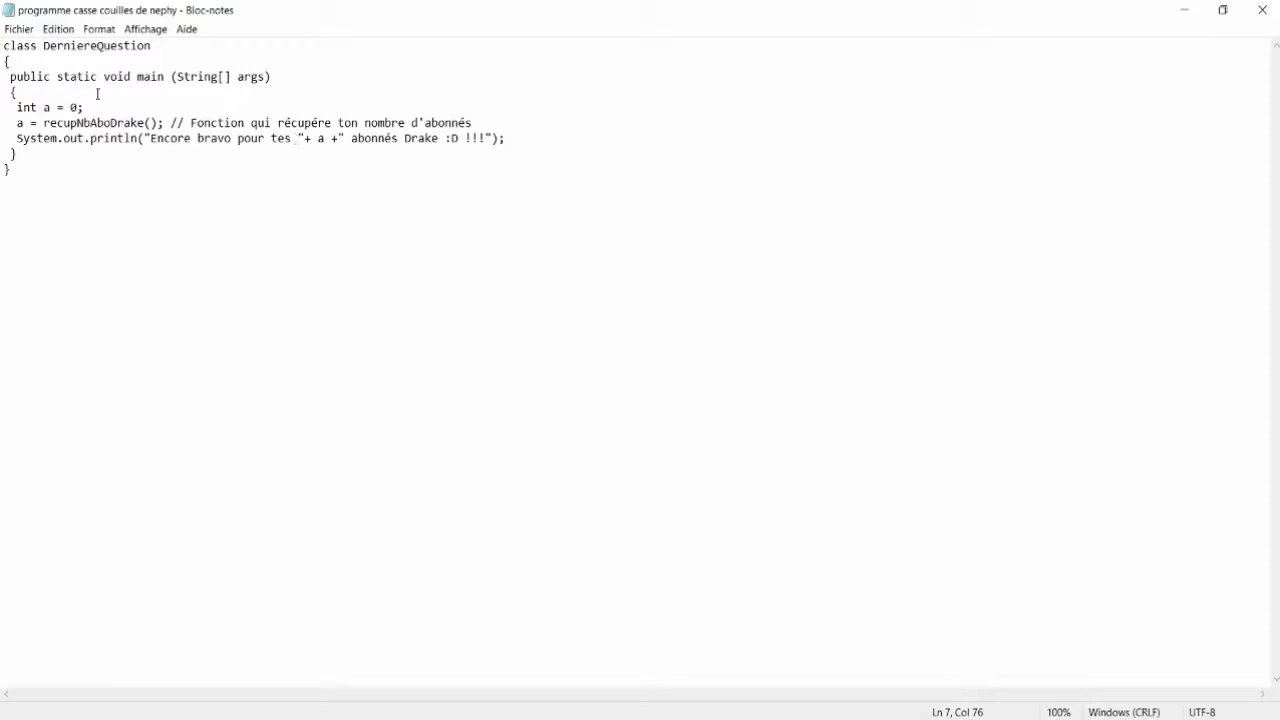 programme casse couilles de nephy - Bloc-notes
Fichier Edition Format Affichage Aide
class DerniereQuestion
{
public static void main (String[] args)
{
int a = 0;
a = recupNbAboDrake(); // Fonction qui récupére ton nombre d'abonnés
System.out.println("Encore bravo pour tes "+ a +" abonnés Drake :D !!!");
}
}
Ln 7, Col 76 100% Windows (CRLF) UTF-8